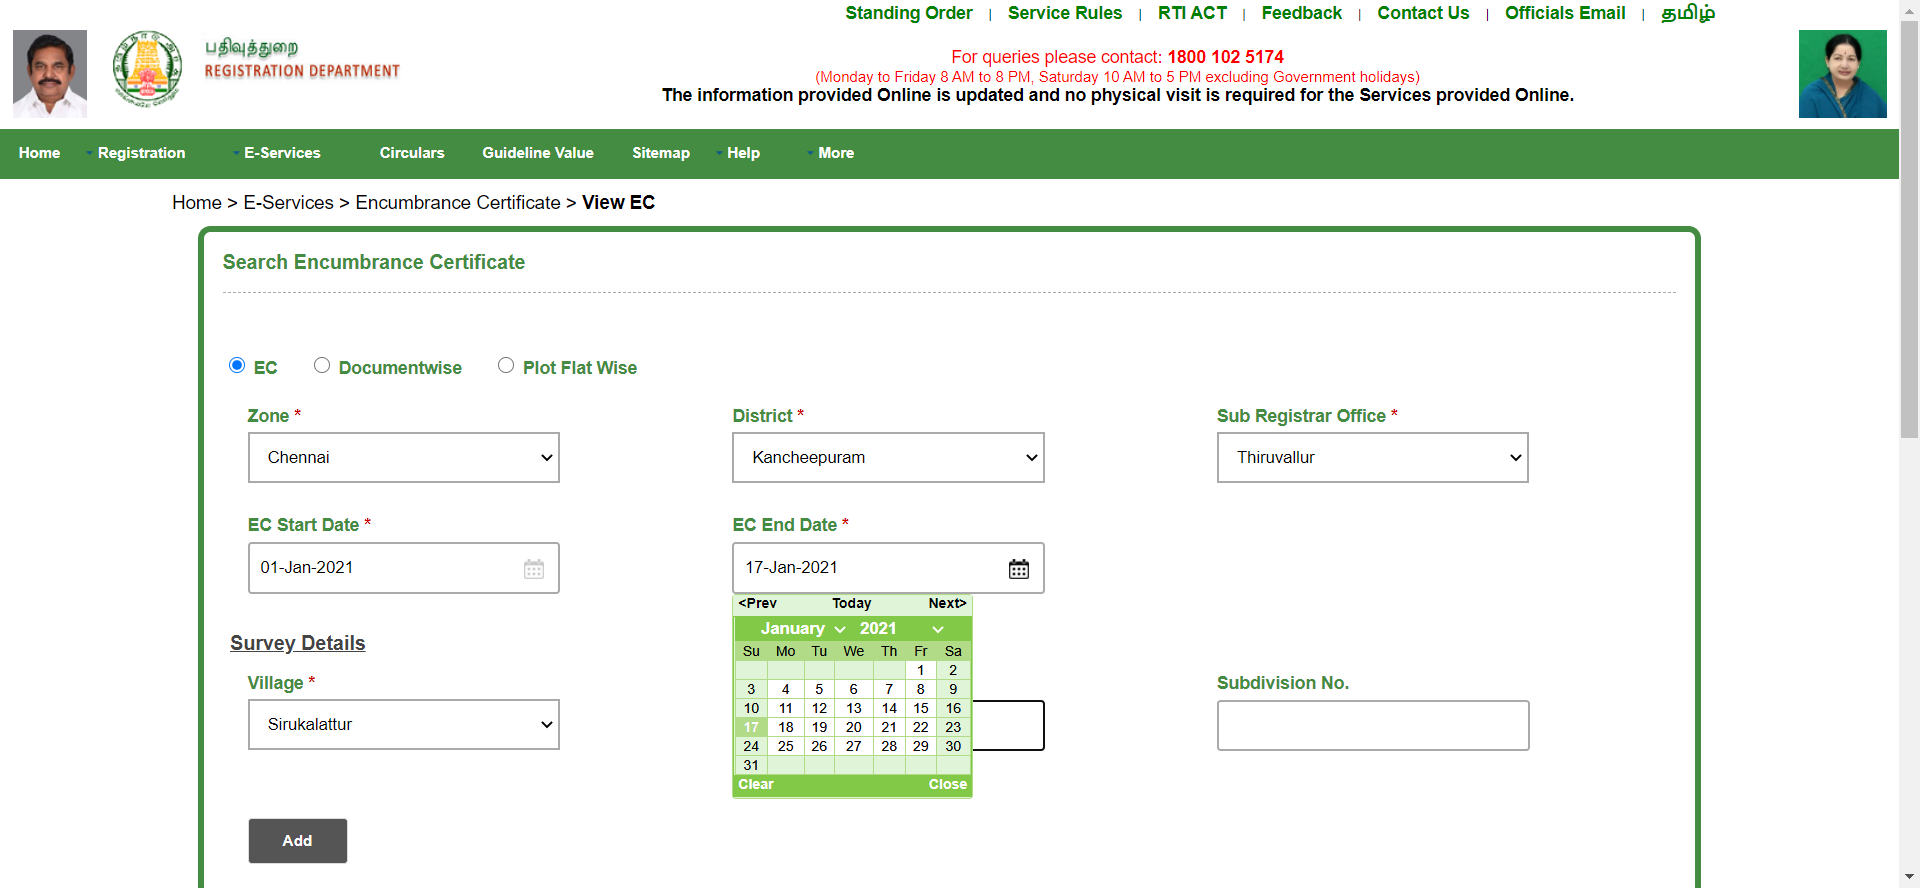 Standing Order | Service Rules | RTI ACT | Feedback | Contact Us | Officials Email | தமிழ்
பதிவுத்துறை
REGISTRATION DEPARTMENT
For queries please contact: 1800 102 5174
(Monday to Friday 8 AM to 8 PM, Saturday 10 AM to 5 PM excluding Government holidays)
The information provided Online is updated and no physical visit is required for the Services provided Online.
Home Registration E-Services Circulars Guideline Value Sitemap Help More
Home > E-Services > Encumbrance Certificate > View EC
Search Encumbrance Certificate
EC Documentwise Plot Flat Wise
Zone * District * Sub Registrar Office *
Chennai Kancheepuram Thiruvallur
EC Start Date * EC End Date *
01-Jan-2021 17-Jan-2021
<Prev Today Next>
January 2021
Su Mo Tu We Th Fr Sa
1 2
3 4 5 6 7 8 9
10 11 12 13 14 15 16
17 18 19 20 21 22 23
24 25 26 27 28 29 30
31
Clear Close
Survey Details
Village * Subdivision No.
Sirukalattur
Add